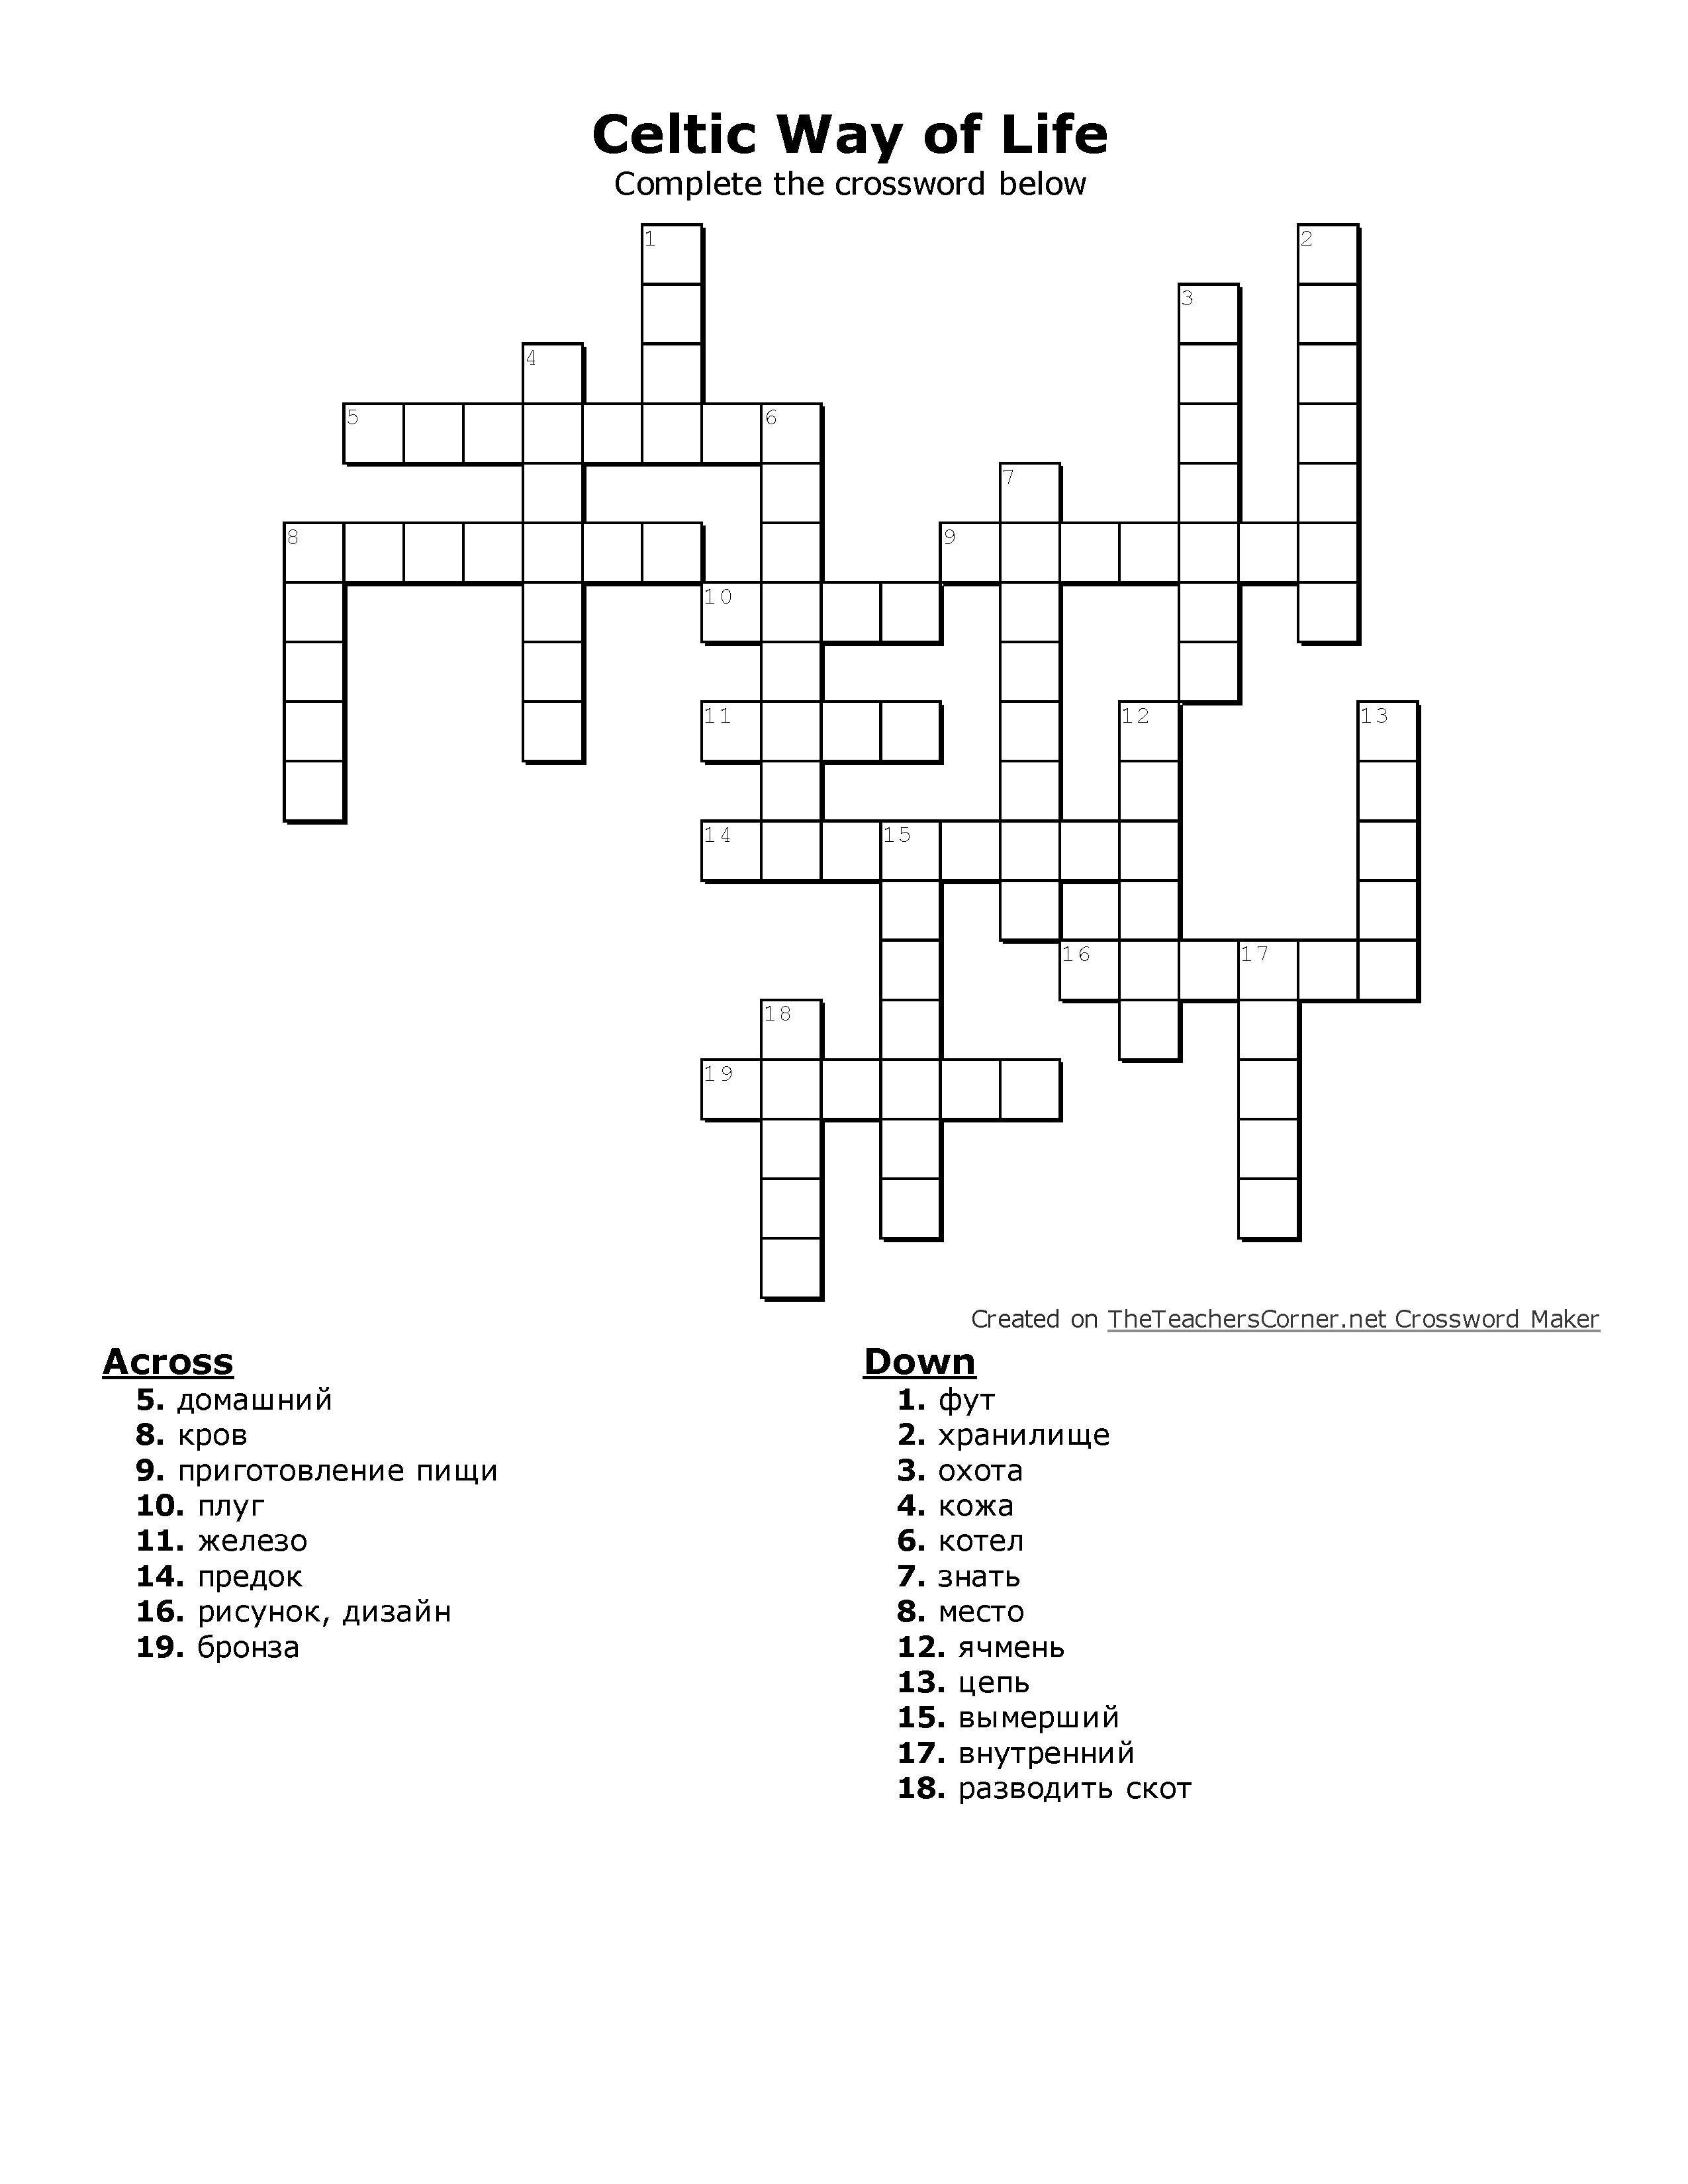 Celtic Way of Life
Complete the crossword below
1
2
3
4
5
6
7
8
9
10
11
12
13
14
15
16
17
18
19
Created on TheTeachersCorner.net Crossword Maker
Across
5. домашний
8. кров
9. приготовление пищи
10. плуг
11. железо
14. предок
16. рисунок, дизайн
19. бронза
Down
1. фут
2. хранилище
3. охота
4. кожа
6. котел
7. знать
8. место
12. ячмень
13. цепь
15. вымерший
17. внутренний
18. разводить скот